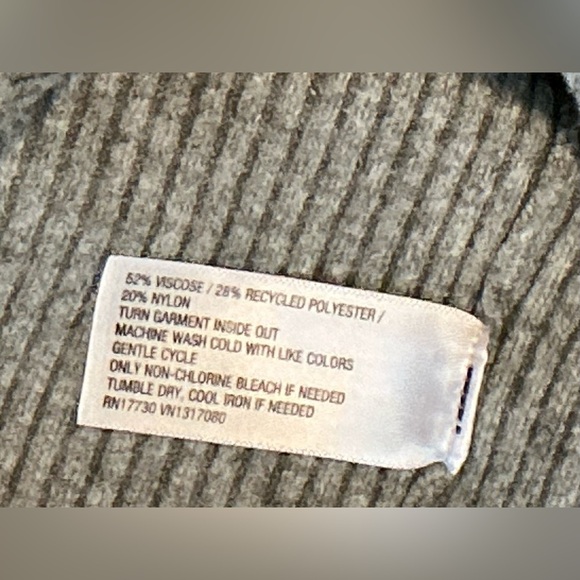 52% VISCOSE / 28% RECYCLED POLYESTER /
20% NYLON
TURN GARMENT INSIDE OUT
MACHINE WASH COLD WITH LIKE COLORS
GENTLE CYCLE
ONLY NON-CHLORINE BLEACH IF NEEDED
TUMBLE DRY, COOL IRON IF NEEDED
RN17730 VN1317080